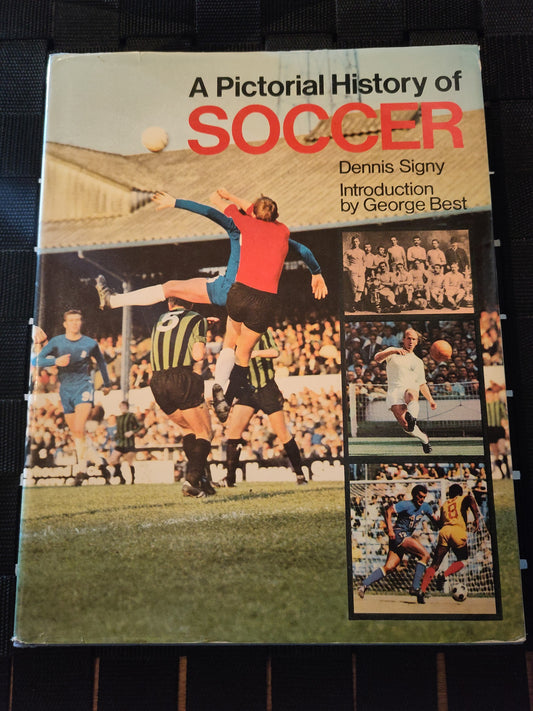 A Pictorial History of
SOCCER
Dennis Signy
Introduction
by George Best